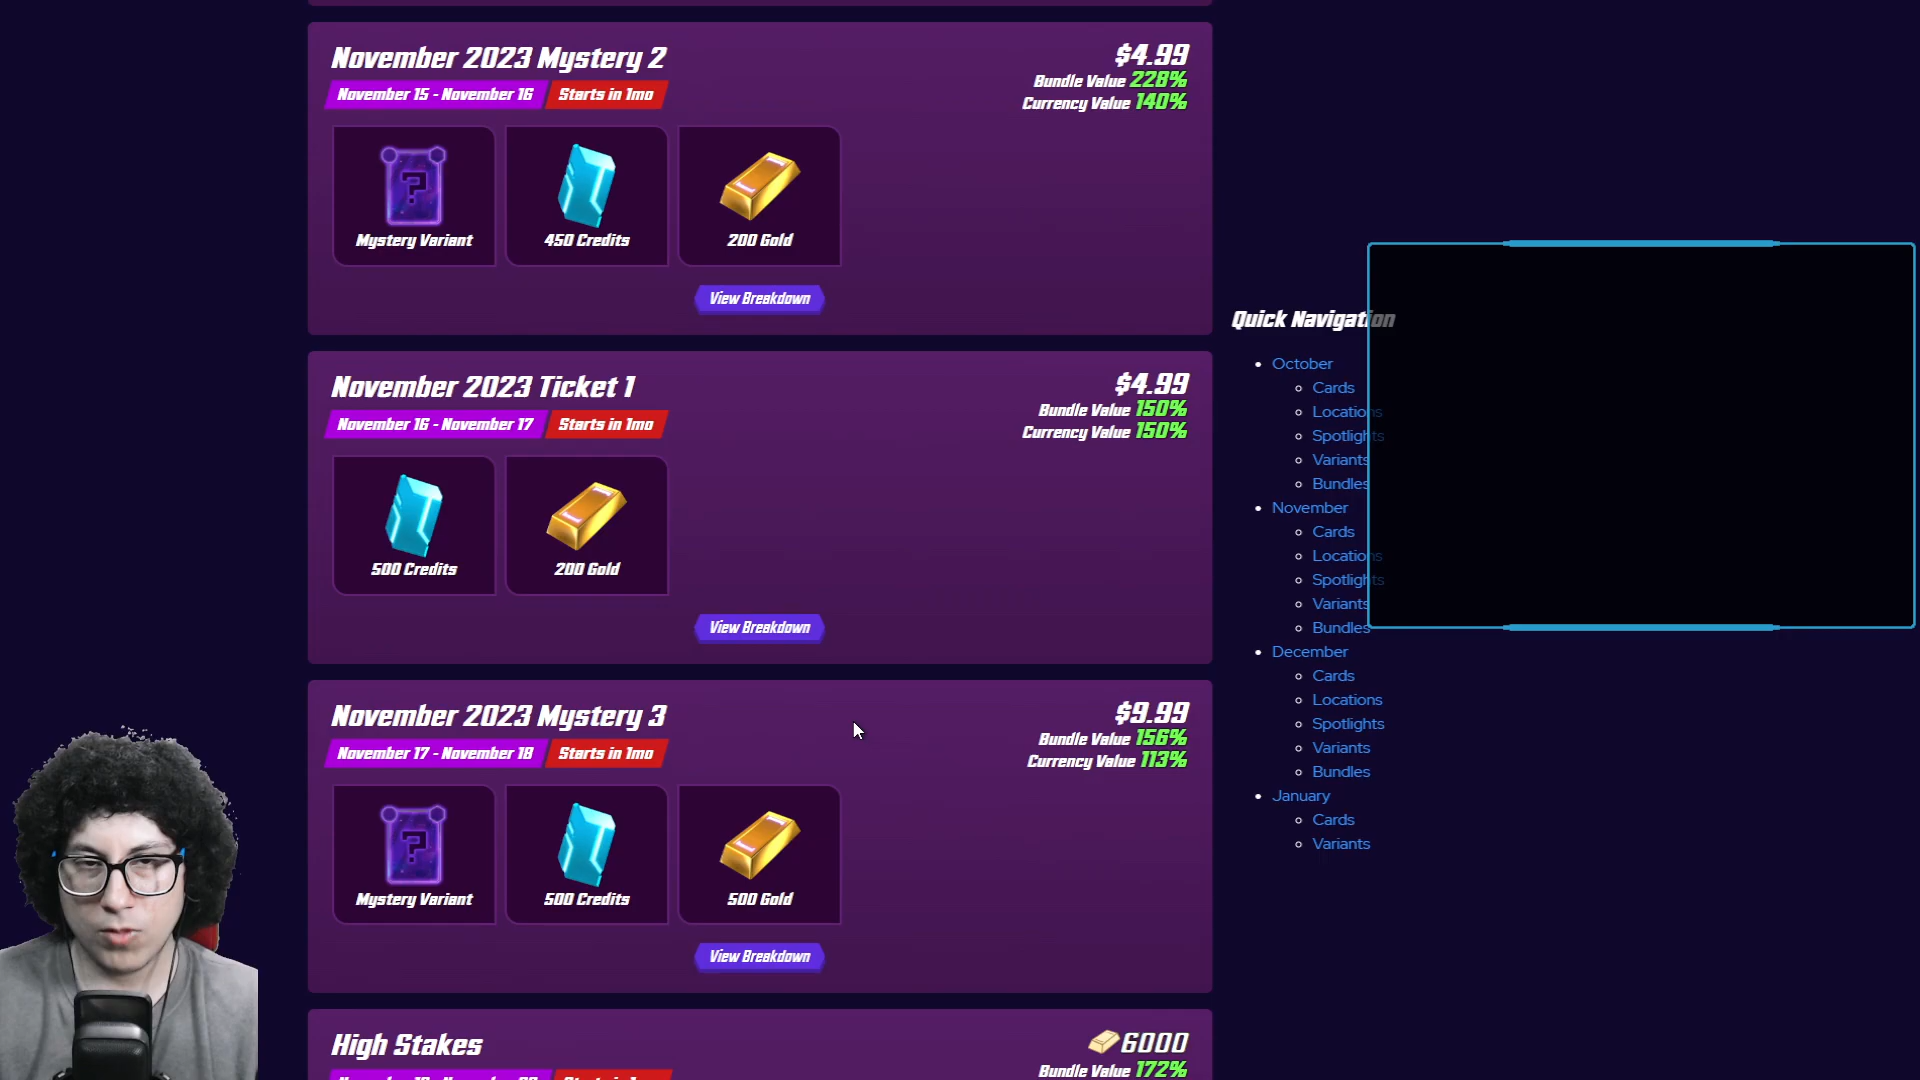 November 2023 Mystery 2
$4.99
Bundle Value 228%
Currency Value 140%
November 15 - November 16
Starts in 1mo
Mystery Variant
450 Credits
200 Gold
View Breakdown
November 2023 Ticket 1
$4.99
Bundle Value 150%
Currency Value 150%
November 16 - November 17
Starts in 1mo
500 Credits
200 Gold
View Breakdown
November 2023 Mystery 3
$9.99
Bundle Value 156%
Currency Value 113%
November 17 - November 18
Starts in 1mo
Mystery Variant
500 Credits
500 Gold
View Breakdown
High Stakes
6000
Bundle Value 172%
Quick Navigation
October
Cards
Locations
Spotlights
Variants
Bundles
November
Cards
Locations
Spotlights
Variants
Bundles
December
Cards
Locations
Spotlights
Variants
Bundles
January
Cards
Variants